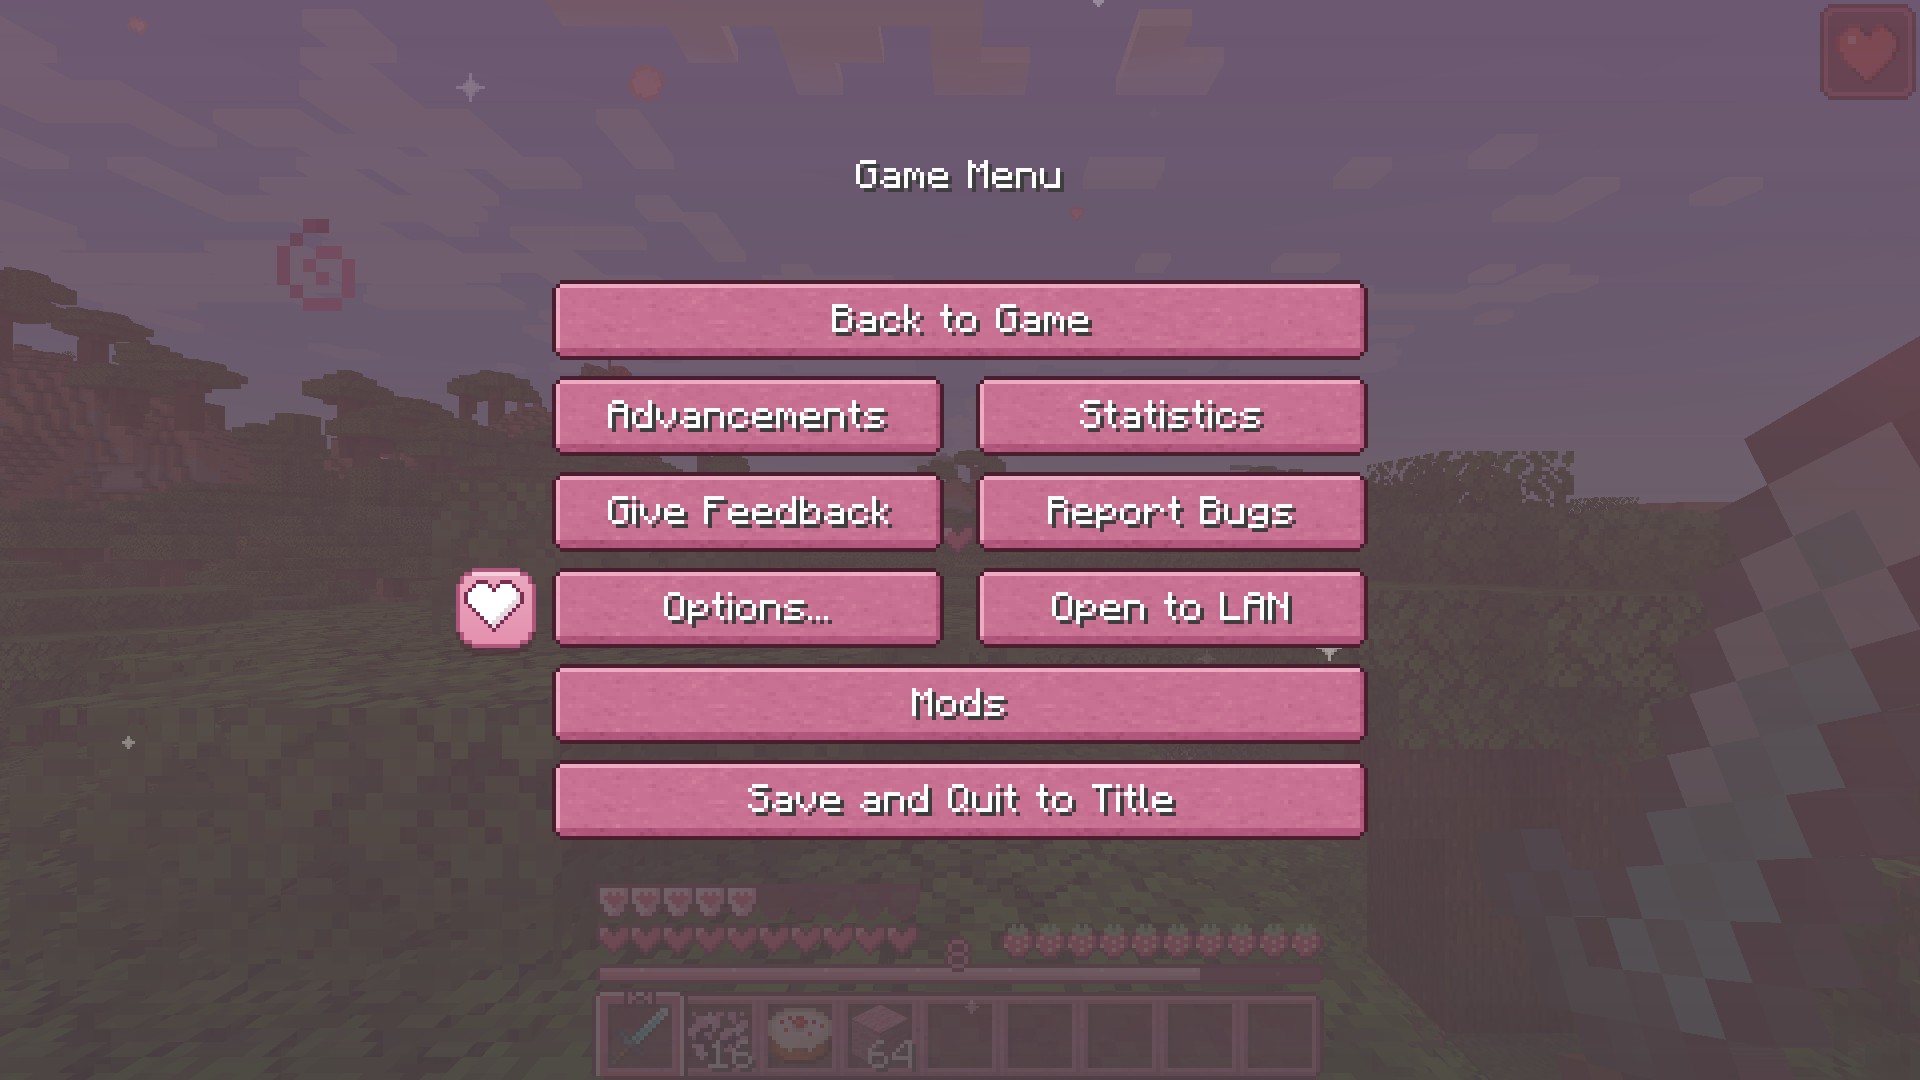 Game Menu
Back to Game
Advancements
Statistics
Give Feedback
Report Bugs
Options...
Open to LAN
Mods
Save and Quit to Title
8
16
64